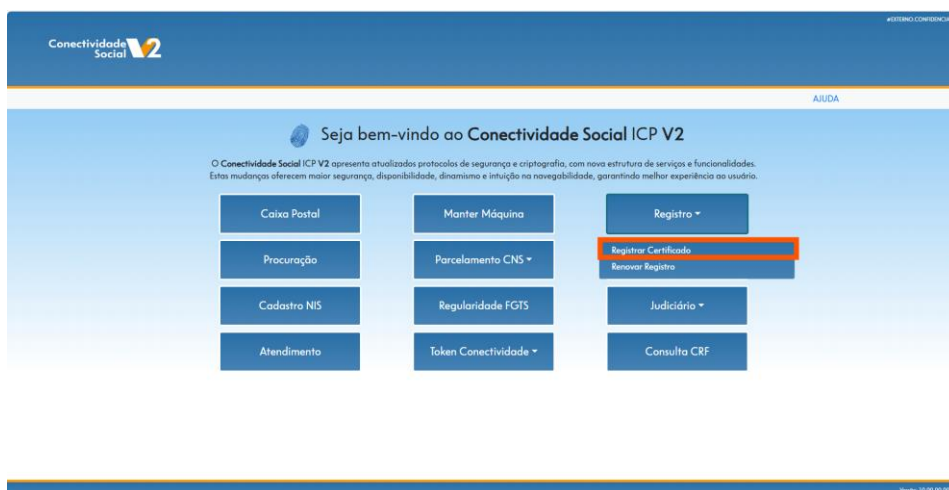 #EXTERNO.CONFIDENCIA
Conectividade
Social V2
AJUDA
Seja bem-vindo ao Conectividade Social ICP V2
O Conectividade Social ICP V2 apresenta atualizados protocolos de segurança e criptografia, com nova estrutura de serviços e funcionalidades.
Estas mudanças oferecem maior segurança, disponibilidade, dinamismo e intuição na navegabilidade, garantindo melhor experiência ao usuário.
Caixa Postal
Manter Máquina
Registro
Registrar Certificado
Renovar Registro
Procuração
Parcelamento CNS
Cadastro NIS
Regularidade FGTS
Judiciário
Atendimento
Token Conectividade
Consulta CRF